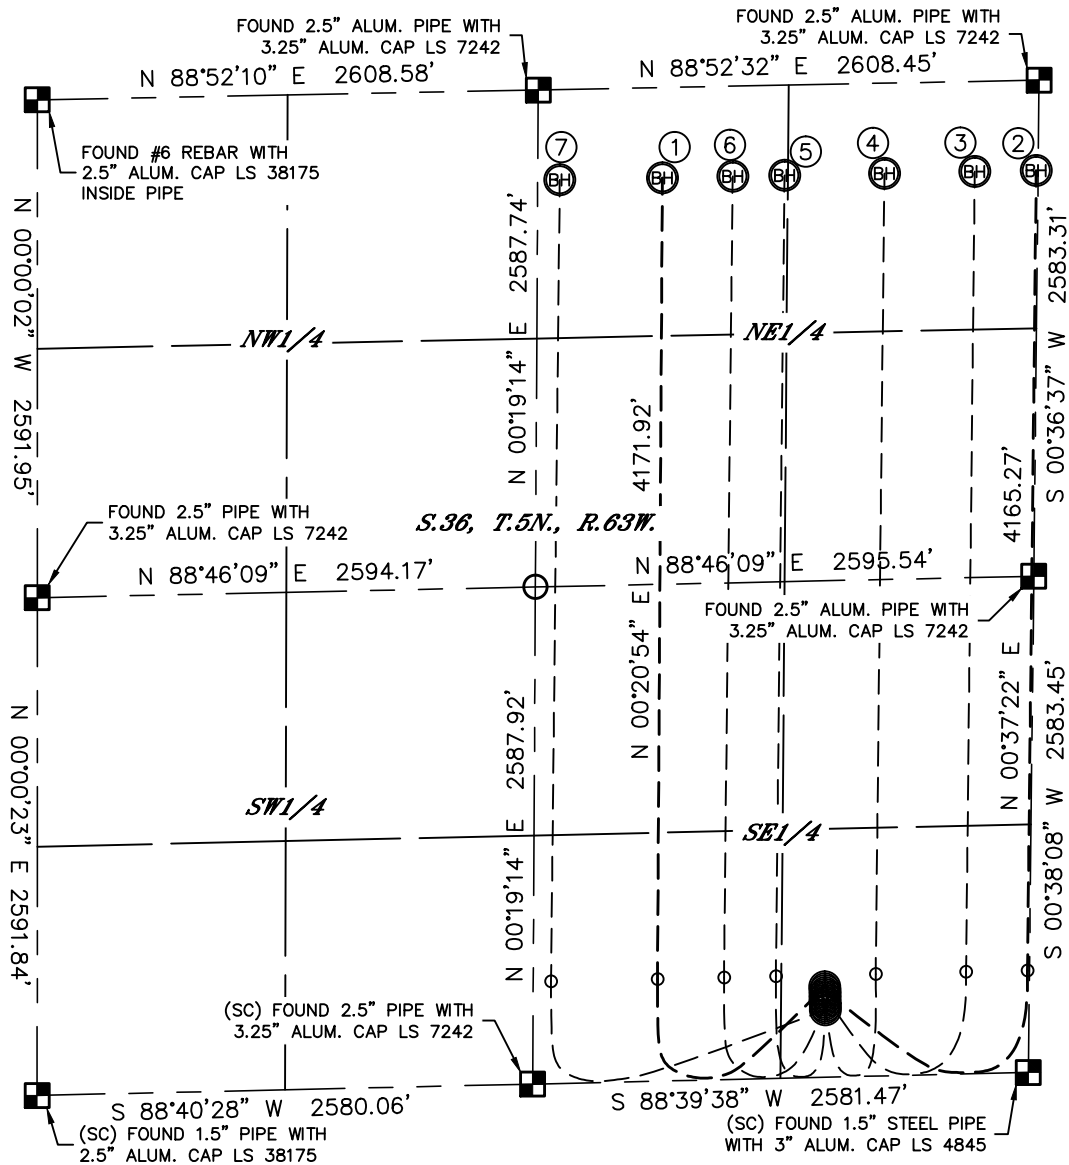 FOUND 2.5" ALUM. PIPE WITH
3.25" ALUM. CAP LS 7242
FOUND 2.5" ALUM. PIPE WITH
3.25" ALUM. CAP LS 7242
N 88°52'10" E 2608.58'
N 88°52'32" E 2608.45'
FOUND #6 REBAR WITH
2.5" ALUM. CAP LS 38175
INSIDE PIPE
7
1
6
5
4
3
2
BH
BH
BH
BH
BH
BH
BH
N 00°00'02" W 2591.95'
N 00°19'14" E 2587.74'
S 00°36'37" W 2583.31'
NW1/4
NE1/4
4171.92'
4165.27'
FOUND 2.5" PIPE WITH
3.25" ALUM. CAP LS 7242
S.36, T.5N., R.63W.
N 88°46'09" E 2594.17'
N 88°46'09" E 2595.54'
FOUND 2.5" ALUM. PIPE WITH
3.25" ALUM. CAP LS 7242
N 00°20'54" E
N 00°37'22" E
N 00°00'23" E 2591.84'
N 00°19'14" E 2587.92'
S 00°38'08" W 2583.45'
SW1/4
SE1/4
(SC) FOUND 2.5" PIPE WITH
3.25" ALUM. CAP LS 7242
S 88°40'28" W 2580.06'
S 88°39'38" W 2581.47'
(SC) FOUND 1.5" PIPE WITH
2.5" ALUM. CAP LS 38175
(SC) FOUND 1.5" STEEL PIPE
WITH 3" ALUM. CAP LS 4845